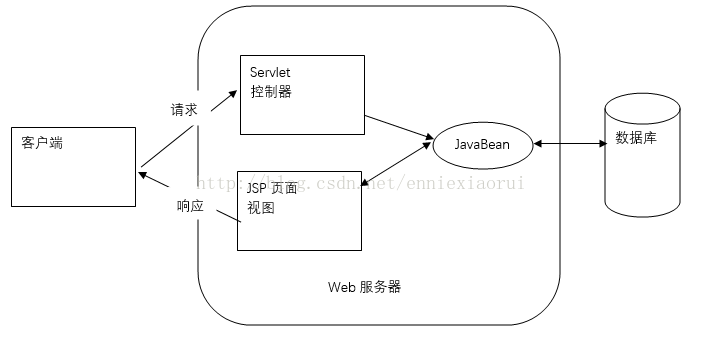 Servlet
控制器
请求
客户端
JavaBean
数据库
http://blog.csdn.net/enniexiaorui
JSP 页面
视图
响应
Web 服务器